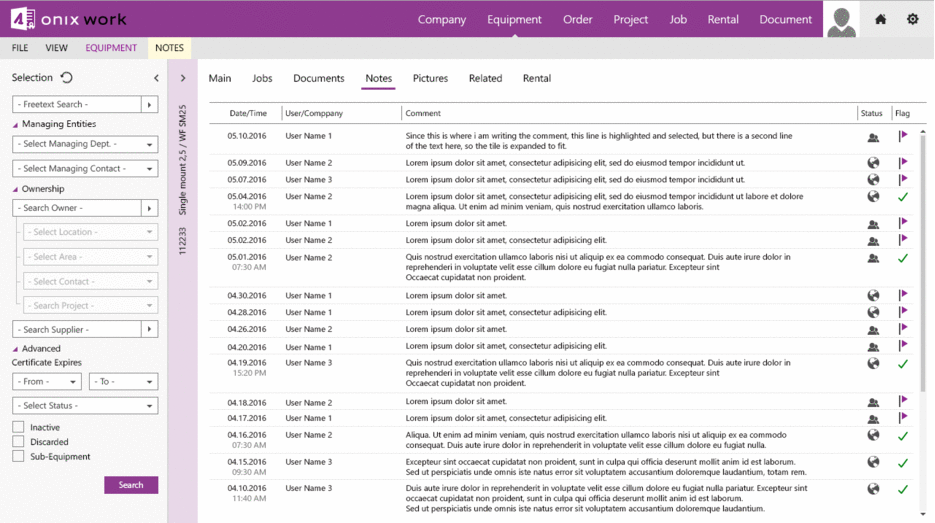 onix work
Company Equipment Order Project Job Rental Document
FILE VIEW EQUIPMENT NOTES
Selection
- Freetext Search -
Managing Entities
- Select Managing Dept. -
- Select Managing Contact -
Ownership
- Search Owner -
- Select Location -
- Select Area -
- Select Contact -
- Search Project -
- Search Supplier -
Advanced
Certificate Expires
- From - - To -
- Select Status -
Inactive
Discarded
Sub-Equipment
Search
112233 Single mount 2,5 / WF SM25
Main Jobs Documents Notes Pictures Related Rental
Date/Time User/Comppany Comment Status Flag
05.10.2016 User Name 1 Since this is where i am writing the comment, this line is highlighted and selected, but there is a second line
of the text here, so the tile is expanded to fit.
05.09.2016 User Name 2 Lorem ipsum dolor sit amet, consectetur adipisicing elit, sed do eiusmod tempor incididunt ut.
05.07.2016 User Name 3 Lorem ipsum dolor sit amet, consectetur adipisicing elit, sed do eiusmod tempor incididunt ut.
05.04.2016 User Name 2 Lorem ipsum dolor sit amet, consectetur adipisicing elit, sed do eiusmod tempor incididunt ut labore et dolore
14:00 PM magna aliqua. Ut enim ad minim veniam, quis nostrud exercitation ullamco laboris.
05.02.2016 User Name 1 Lorem ipsum dolor sit amet.
05.02.2016 User Name 2 Lorem ipsum dolor sit amet, consectetur adipisicing elit.
05.01.2016 User Name 2 Quis nostrud exercitation ullamco laboris nisi ut aliquip ex ea commodo consequat. Duis aute irure dolor in
07:30 AM reprehenderit in voluptate velit esse cillum dolore eu fugiat nulla pariatur. Excepteur sint
Occaecat cupidatat non proident.
04.30.2016 User Name 1 Lorem ipsum dolor sit amet.
04.28.2016 User Name 1 Lorem ipsum dolor sit amet, consectetur adipisicing elit, sed do eiusmod tempor incididunt.
04.26.2016 User Name 2 Lorem ipsum dolor sit amet.
04.20.2016 User Name 1 Lorem ipsum dolor sit amet, consectetur adipisicing elit.
04.19.2016 User Name 3 Quis nostrud exercitation ullamco laboris nisi ut aliquip ex ea commodo consequat. Duis aute irure dolor in
15:20 PM reprehenderit in voluptate velit esse cillum dolore eu fugiat nulla pariatur. Excepteur sint
Occaecat cupidatat non proident.
04.18.2016 User Name 2 Lorem ipsum dolor sit amet.
04.17.2016 User Name 1 Lorem ipsum dolor sit amet, consectetur adipisicing elit.
04.16.2016 User Name 2 Aliqua. Ut enim ad minim veniam, quis nostrud exercitation ullamco laboris nisi ut aliquip ex ea commodo
07:30 AM consequat. Duis aute irure dolor in reprehenderit in voluptate velit esse cillum dolore eu fugiat nulla pariatur.
04.15.2016 User Name 3 Excepteur sint occaecat cupidatat non proident, sunt in culpa qui officia deserunt mollit anim id est laborum.
09:30 AM Sed ut perspiciatis unde omnis iste natus error sit voluptatem accusantium doloremque laudantium, totam rem.
04.10.2016 User Name 3 Duis aute irure dolor in reprehenderit in voluptate velit esse cillum dolore eu fugiat nulla pariatur. Excepteur sint
11:40 AM occaecat cupidatat non proident, sunt in culpa qui officia deserunt mollit anim id est laborum.
Sed ut perspiciatis unde omnis iste natus error sit voluptatem accusantium doloremque laudantium.